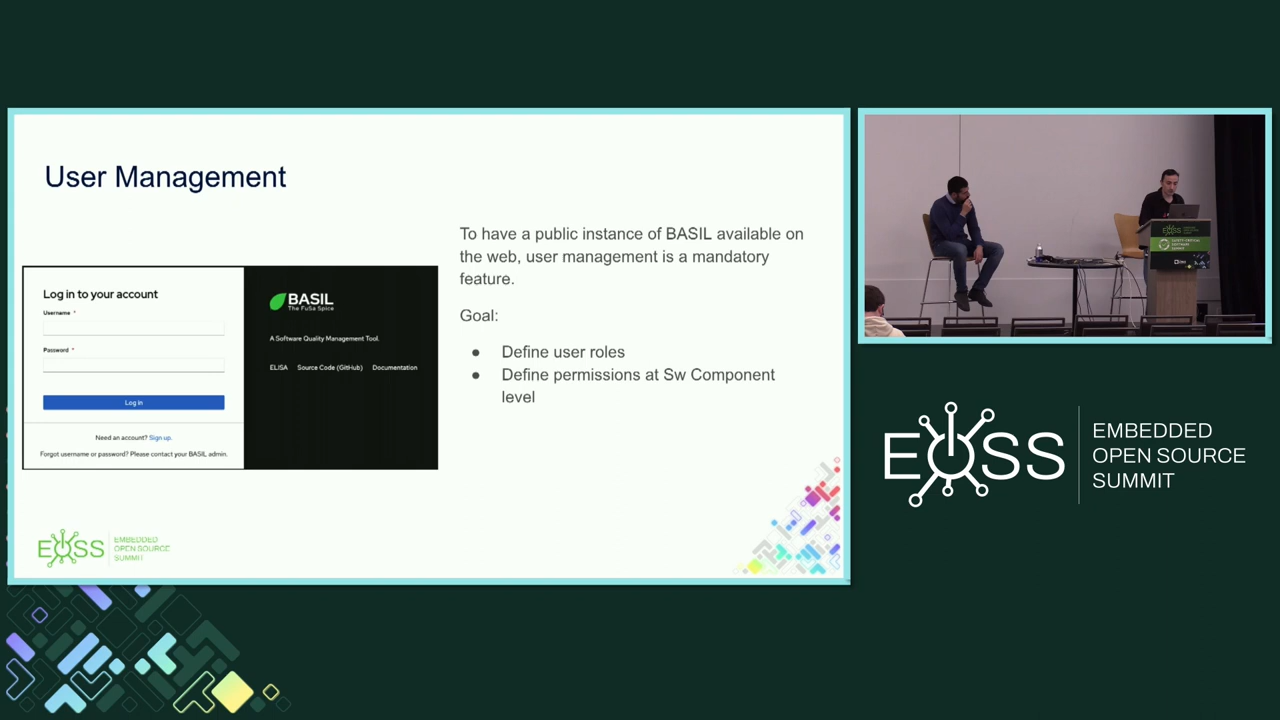 User Management
To have a public instance of BASIL available on
the web, user management is a mandatory
feature.
Goal:
● Define user roles
● Define permissions at Sw Component
level
Log in to your account
Username *
Password *
Log in
Need an account? Sign up.
Forgot username or password? Please contact your BASIL admin.
BASIL
The FuSa Spice
A Software Quality Management Tool.
ELISA Source Code (GitHub) Documentation
EOSS
EMBEDDED
OPEN SOURCE
SUMMIT
EOSS
EOSS
EMBEDDED
OPEN SOURCE
SUMMIT